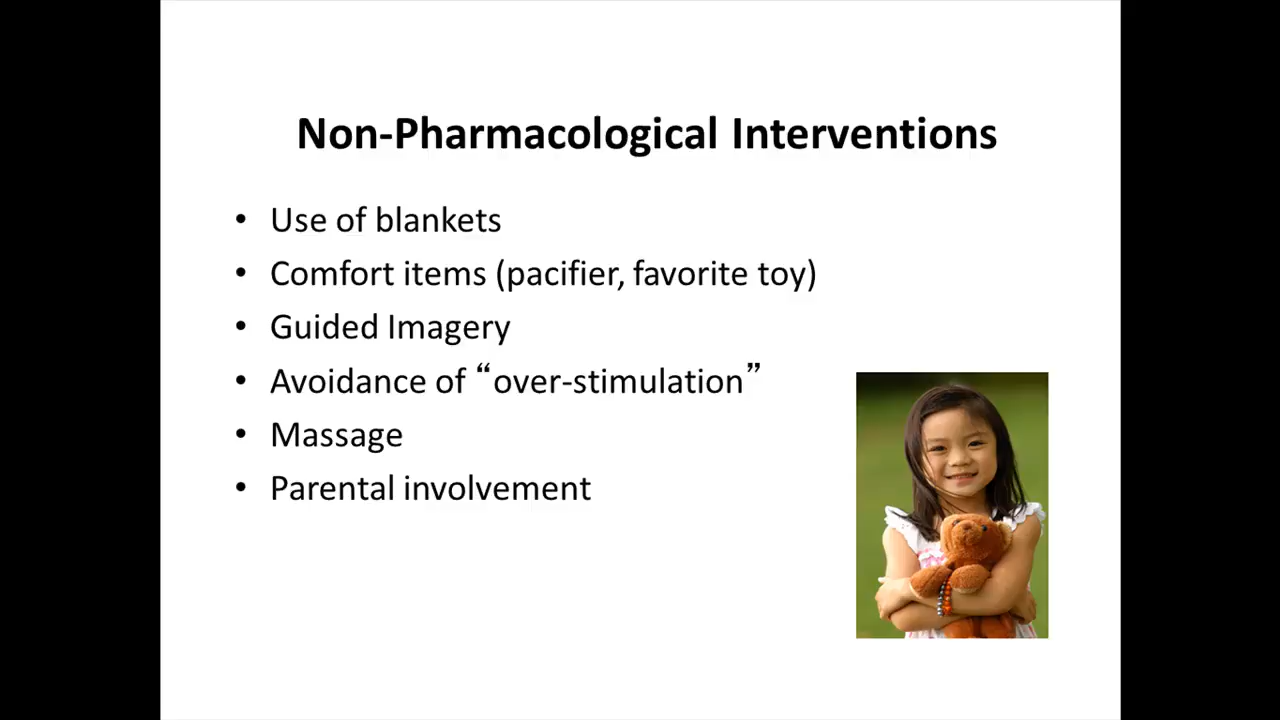 Non-Pharmacological Interventions
• Use of blankets
• Comfort items (pacifier, favorite toy)
• Guided Imagery
• Avoidance of “over-stimulation”
• Massage
• Parental involvement